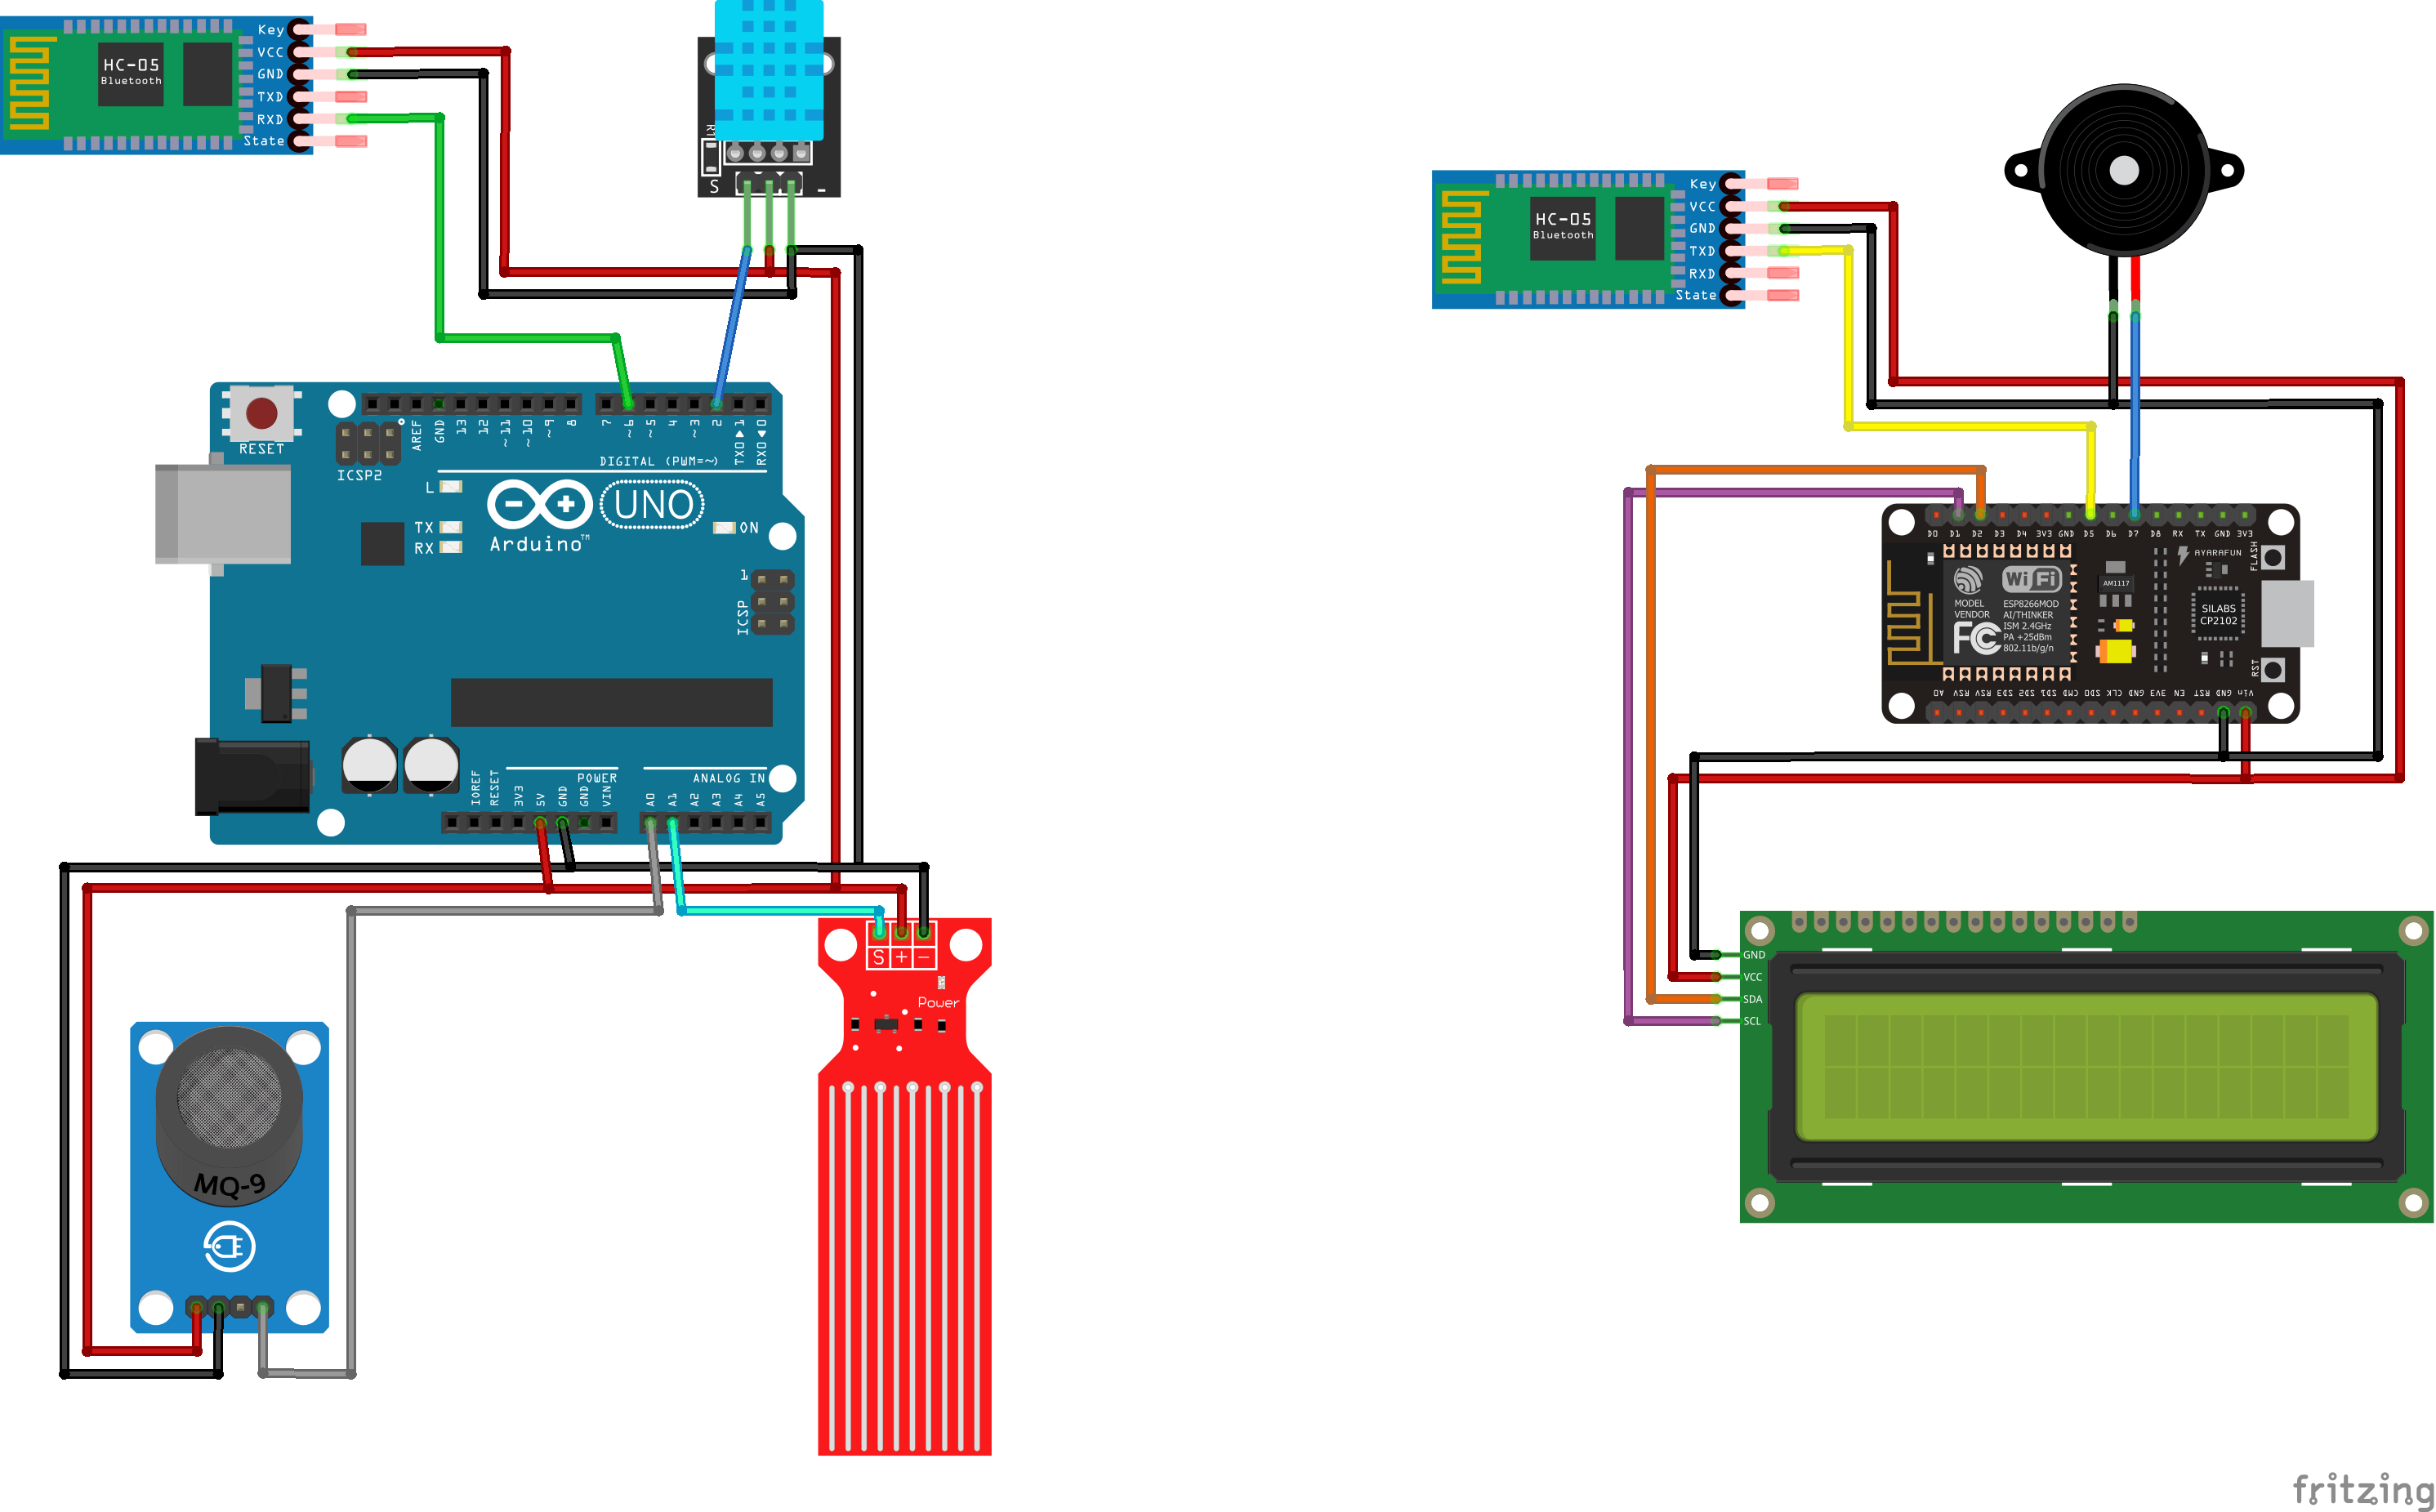 Key
VCC
GND
TXD
RXD
State
HC-05
Bluetooth
R1
S
-
Key
VCC
GND
TXD
RXD
State
HC-05
Bluetooth
RESET
ICSP2
AREF
GND
13
12
~11
~10
~9
8
7
~6
~5
4
~3
2
TX0▶1
RX0◀0
DIGITAL (PWM=~)
L
TX
RX
UNO
Arduino™
ON
1
ICSP
IOREF
RESET
3V3
5V
GND
GND
VIN
POWER
A0
A1
A2
A3
A4
A5
ANALOG IN
D0 D1 D2 D3 D4 3V3 GND D5 D6 D7 D8 RX TX GND 3V3
AYARAFUN
FLASH
WiFi
AM1117
MODEL
VENDOR
ESP8266MOD
AI/THINKER
ISM 2.4GHz
PA +25dBm
802.11b/g/n
FC
SILABS
CP2102
RST
A0 RSV RSV SD3 SD2 SD1 CMD SD0 CLK GND 3V3 EN RST GND Vin
S + -
Power
GND
VCC
SDA
SCL
MQ-9
fritzing